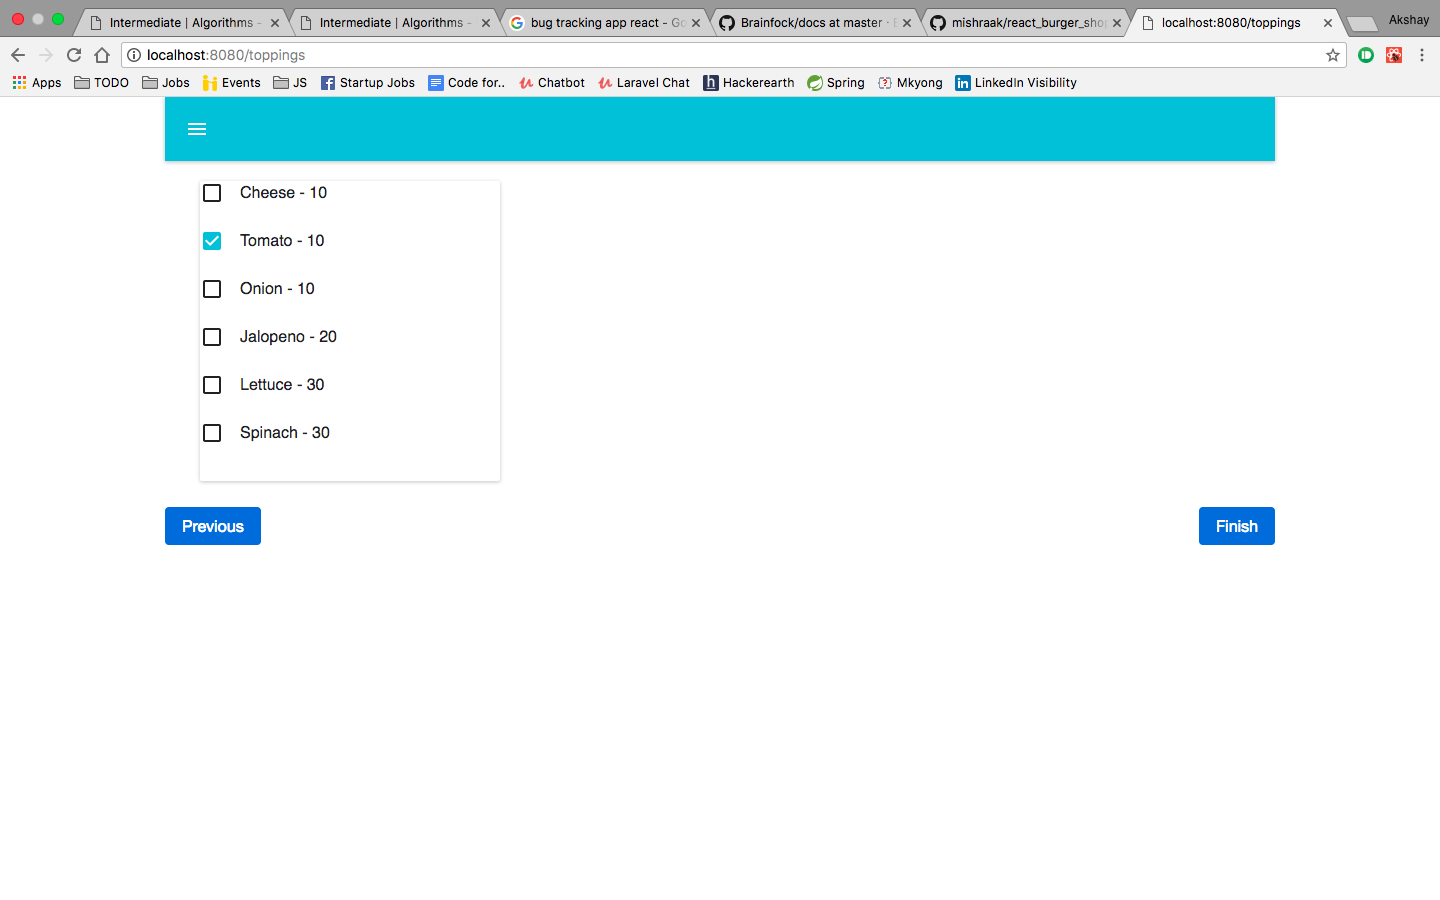 Intermediate | Algorithms - Intermediate | Algorithms - bug tracking app react - Go Brainfock/docs at master · mishraak/react_burger_shop localhost:8080/toppings Akshay
localhost:8080/toppings
Apps TODO Jobs Events JS Startup Jobs Code for.. Chatbot Laravel Chat Hackerearth Spring Mkyong LinkedIn Visibility
Cheese - 10
Tomato - 10
Onion - 10
Jalopeno - 20
Lettuce - 30
Spinach - 30
Previous Finish